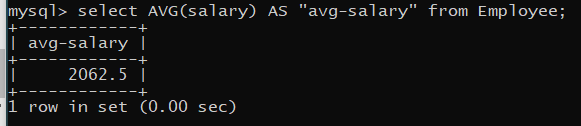 mysql> select AVG(salary) AS "avg-salary" from Employee;
+------------+
| avg-salary |
+------------+
|     2062.5 |
+------------+
1 row in set (0.00 sec)